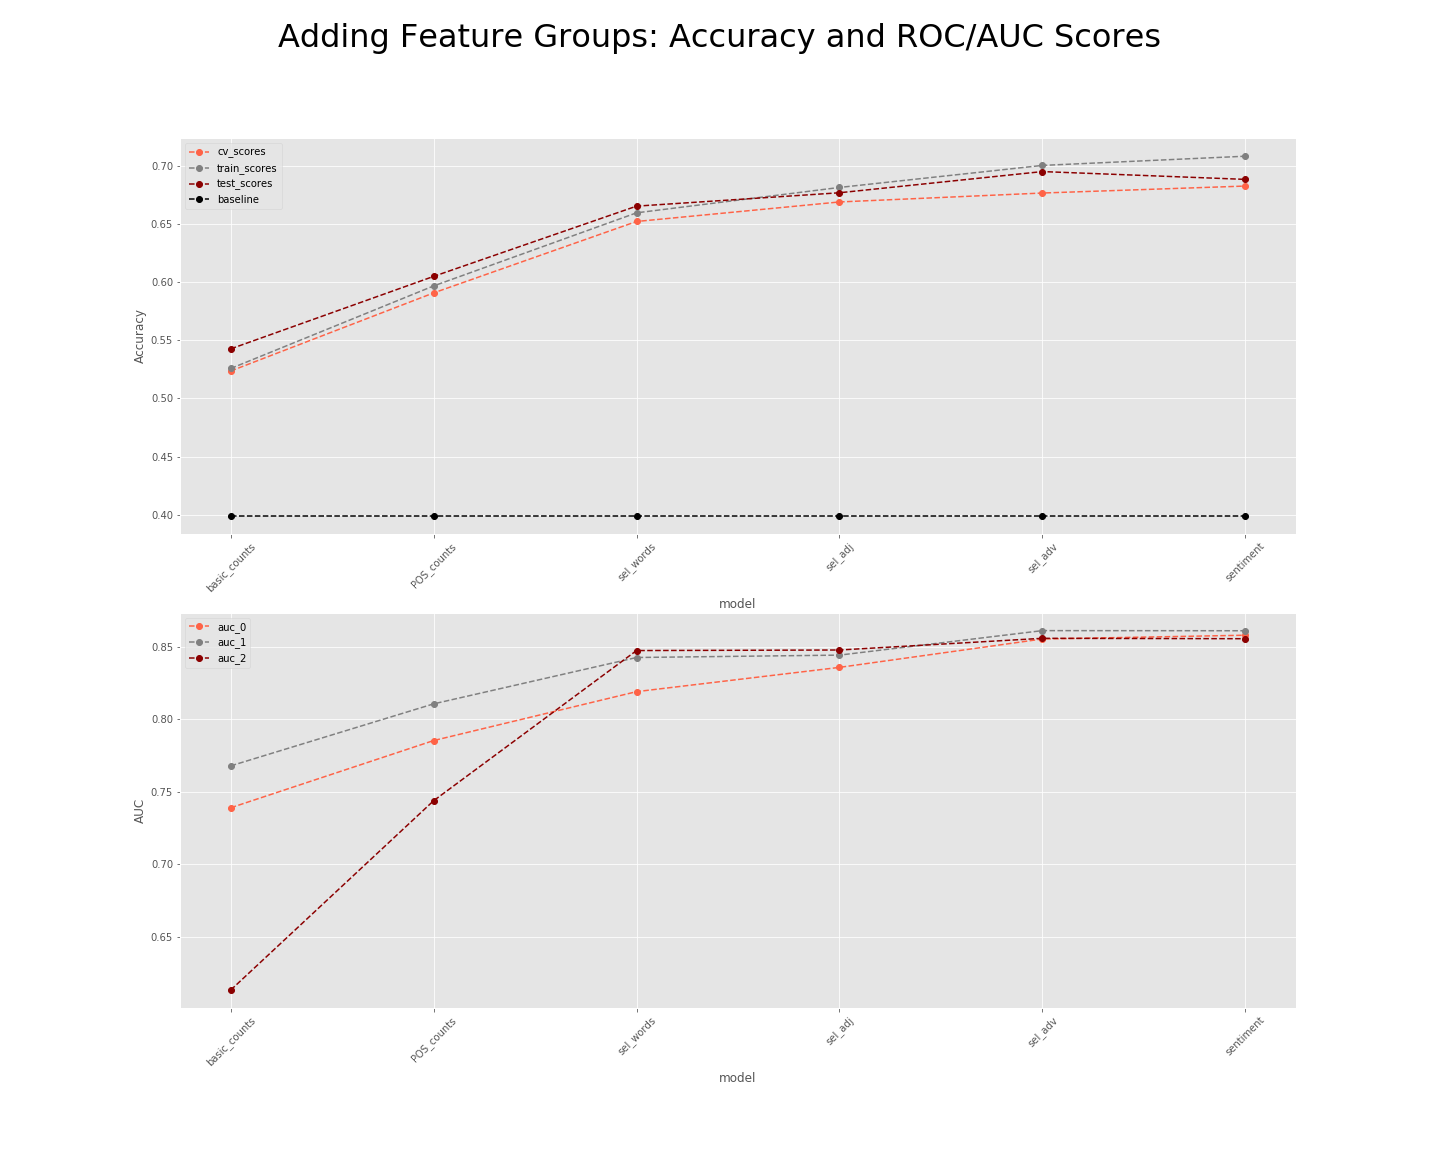 Adding Feature Groups: Accuracy and ROC/AUC Scores
cv_scores
train_scores
test_scores
baseline
0.70
0.65
0.60
0.55
0.50
0.45
0.40
Accuracy
basic_counts
POS_counts
sel_words
sel_adj
sel_adv
sentiment
model
auc_0
auc_1
auc_2
0.85
0.80
0.75
0.70
0.65
AUC
basic_counts
POS_counts
sel_words
sel_adj
sel_adv
sentiment
model